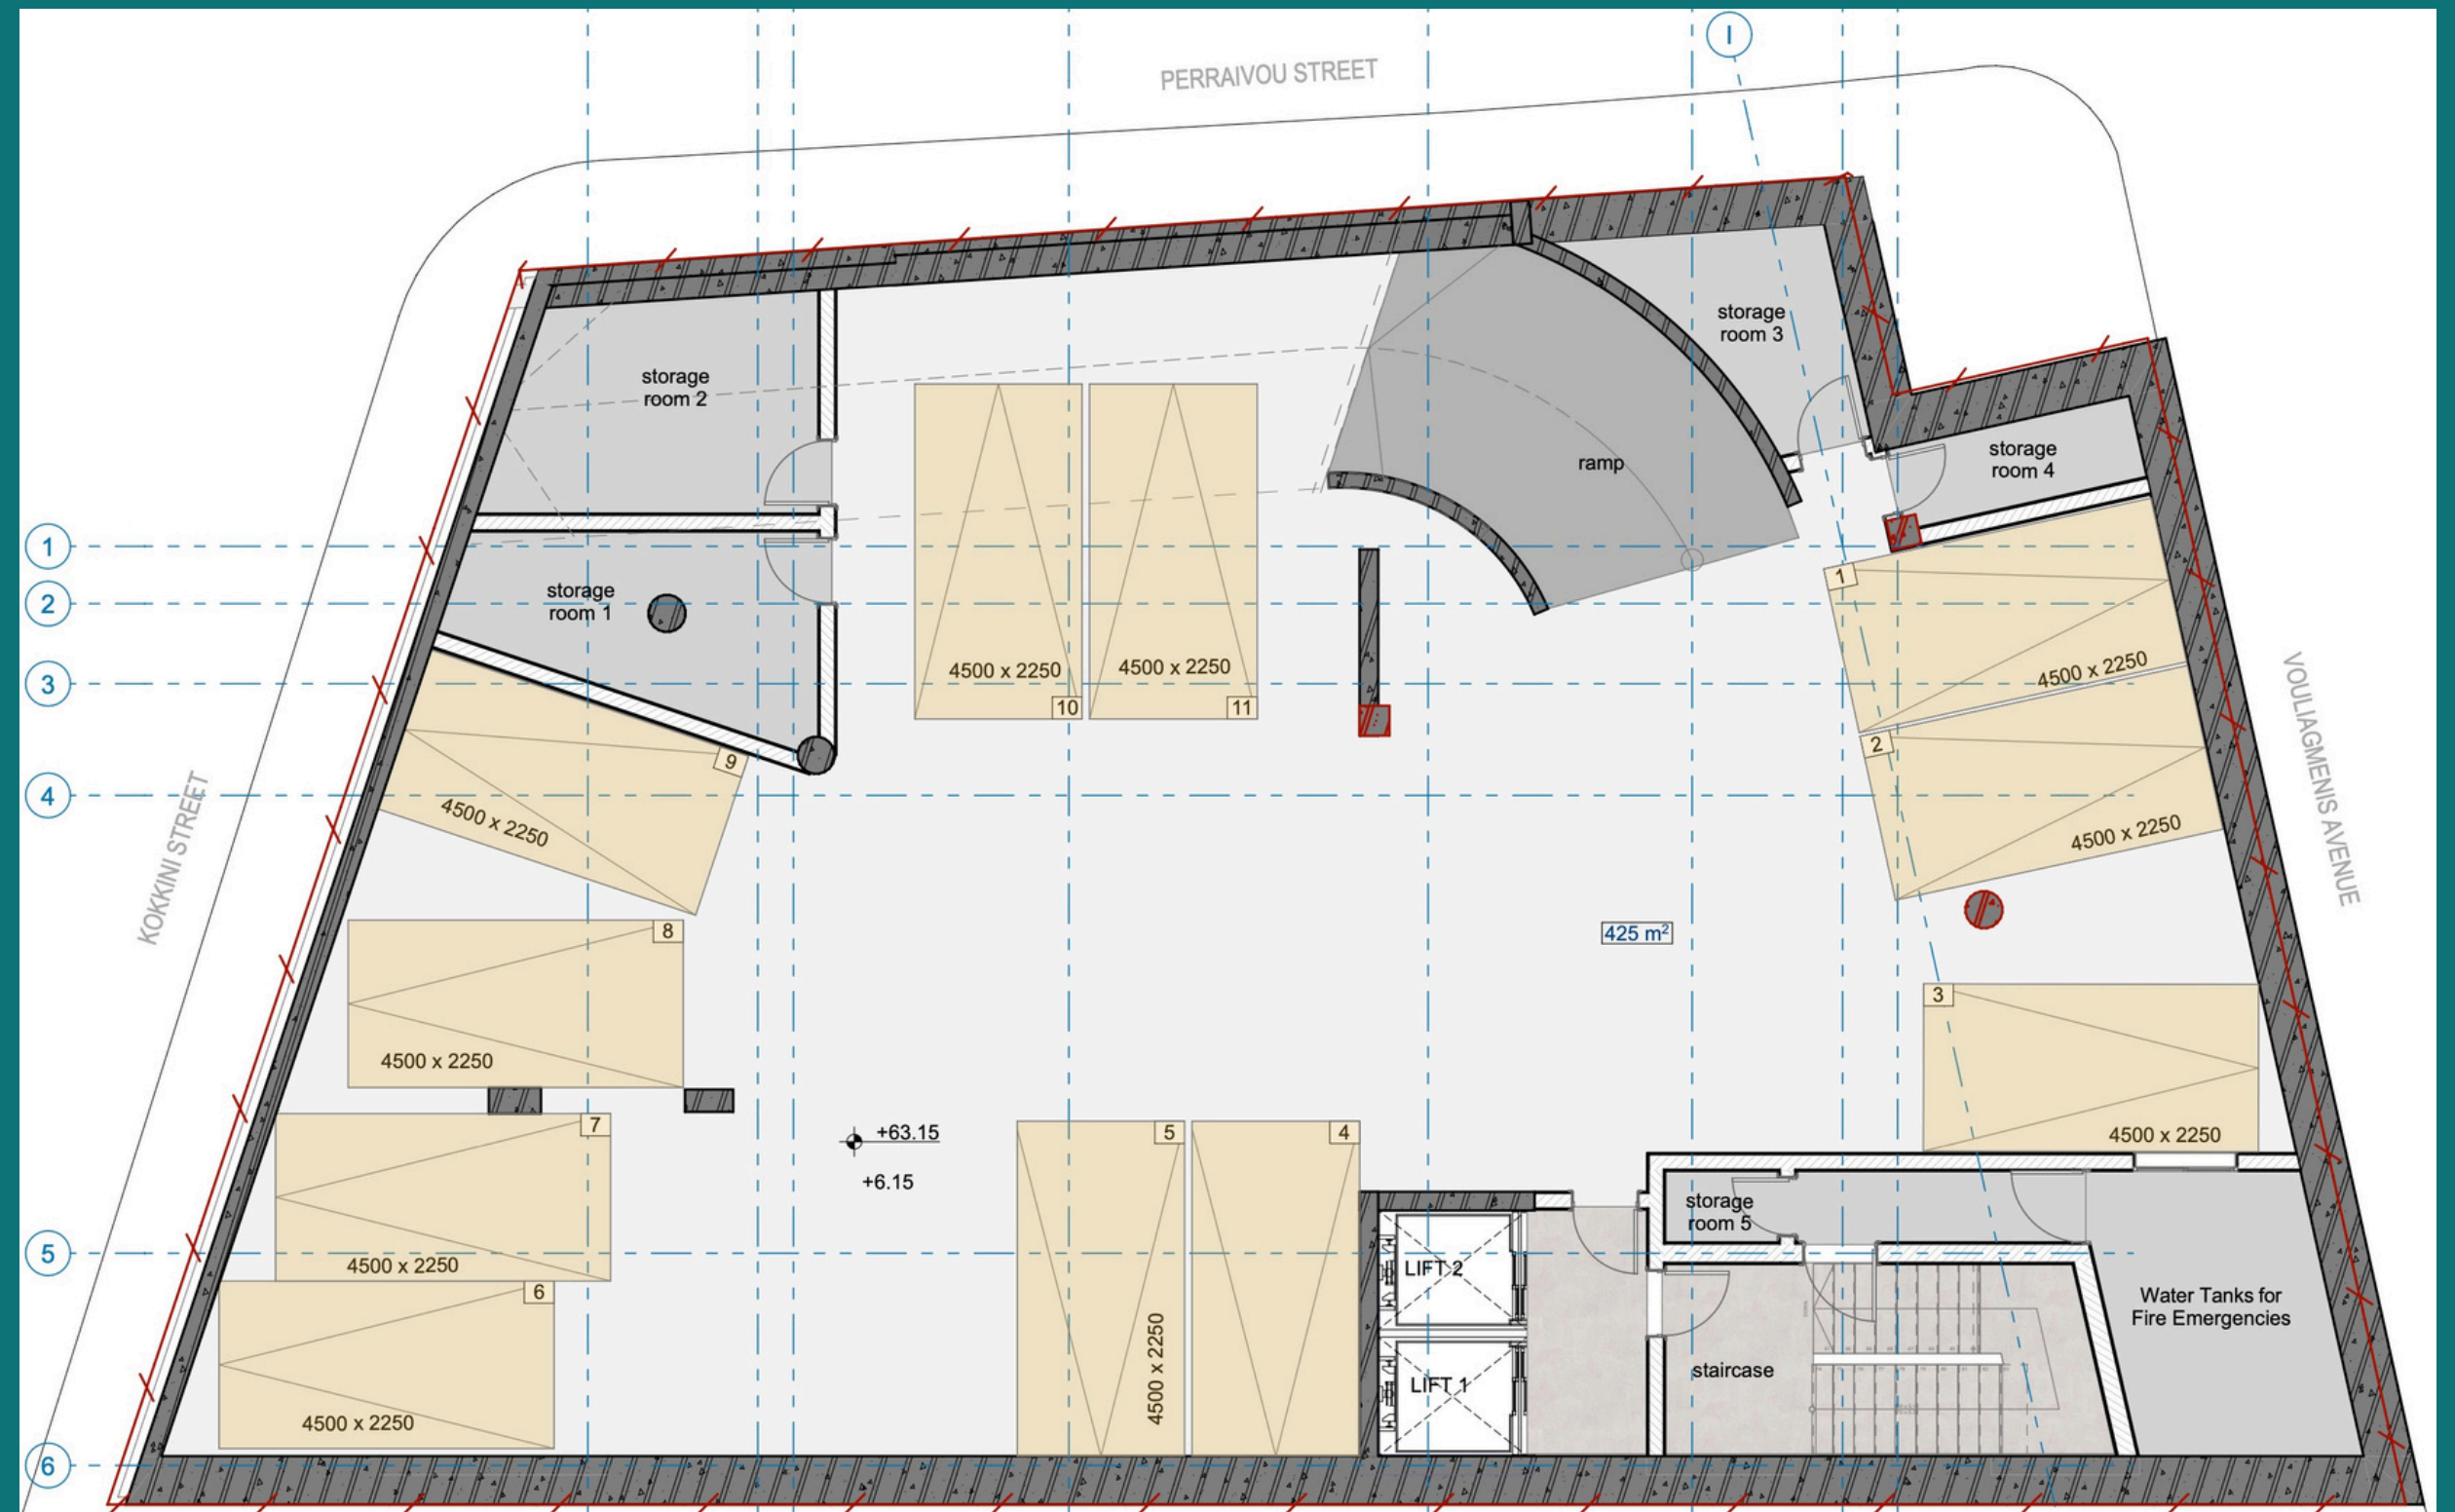 I
PERRAIVOU STREET
storage
room 3
storage
room 2
storage
room 4
ramp
1
2
3
4
5
6
storage
room 1
1
4500 x 2250
2
4500 x 2250
4500 x 2250
10
4500 x 2250
11
VOULIAGMENIS AVENUE
KOKKINI STREET
9
4500 x 2250
8
4500 x 2250
425 m²
3
4500 x 2250
7
4500 x 2250
+63.15
+6.15
5
4500 x 2250
4
6
4500 x 2250
storage
room 5
LIFT 2
LIFT 1
staircase
Water Tanks for
Fire Emergencies